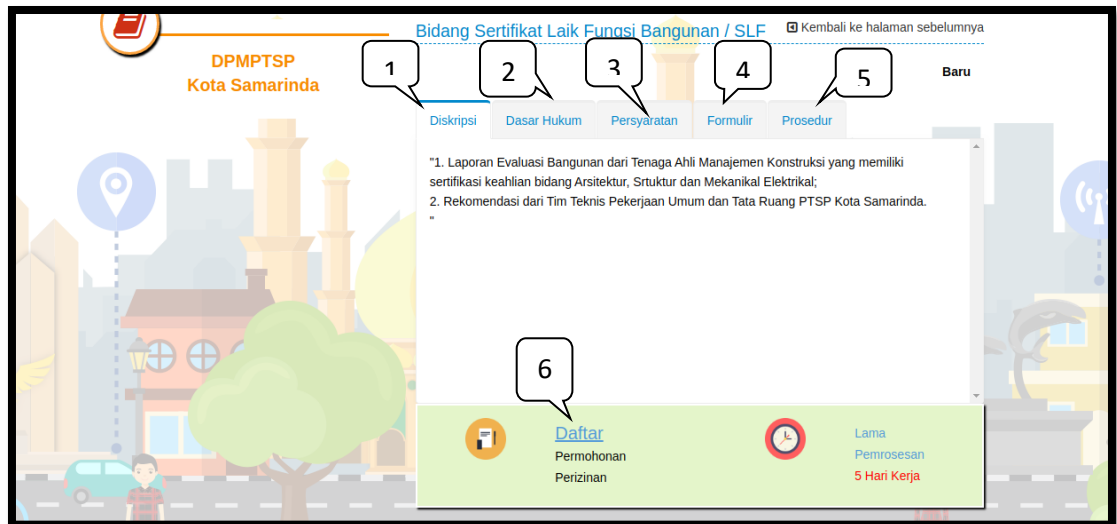 Bidang Sertifikat Laik Fungsi Bangunan / SLF
Kembali ke halaman sebelumnya
DPMPTSP
Kota Samarinda
1
2
3
4
5
Baru
Diskripsi
Dasar Hukum
Persyaratan
Formulir
Prosedur
"1. Laporan Evaluasi Bangunan dari Tenaga Ahli Manajemen Konstruksi yang memiliki
sertifikasi keahlian bidang Arsitektur, Srtuktur dan Mekanikal Elektrikal;
2. Rekomendasi dari Tim Teknis Pekerjaan Umum dan Tata Ruang PTSP Kota Samarinda.
"
6
Daftar
Permohonan
Perizinan
Lama
Pemrosesan
5 Hari Kerja